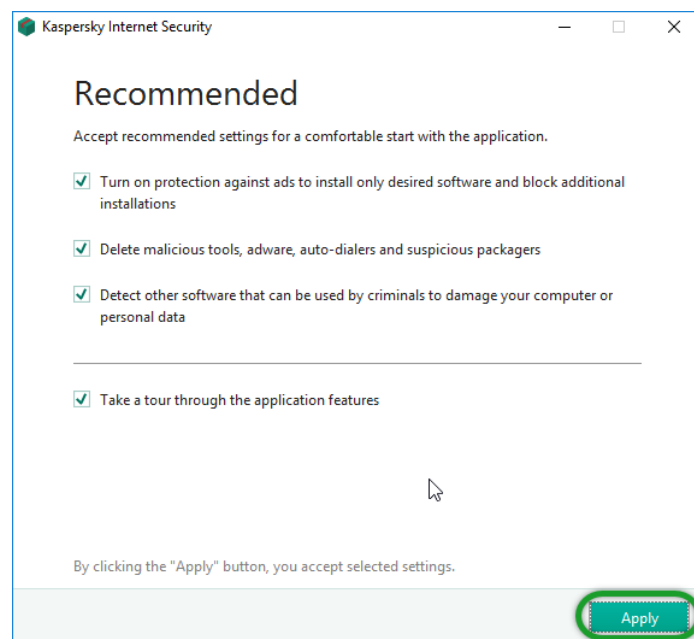 Kaspersky Internet Security
Recommended
Accept recommended settings for a comfortable start with the application.
Turn on protection against ads to install only desired software and block additional
installations
Delete malicious tools, adware, auto-dialers and suspicious packagers
Detect other software that can be used by criminals to damage your computer or
personal data
Take a tour through the application features
By clicking the "Apply" button, you accept selected settings.
Apply